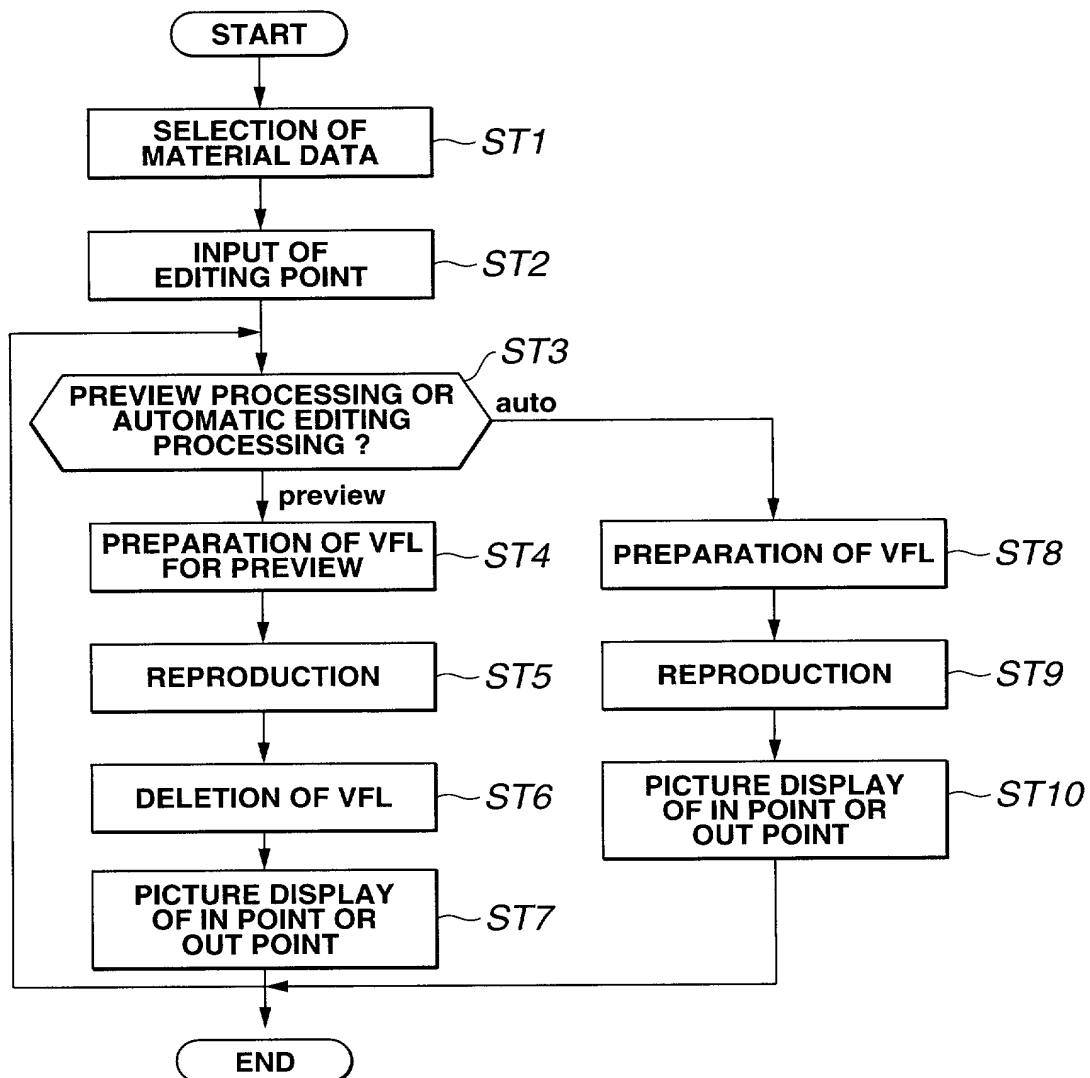 START
SELECTION OF
MATERIAL DATA
ST1
INPUT OF
EDITING POINT
ST2
ST3
PREVIEW PROCESSING OR
AUTOMATIC EDITING
PROCESSING ?
auto
preview
PREPARATION OF VFL
FOR PREVIEW
ST4
REPRODUCTION
ST5
DELETION OF VFL
ST6
PICTURE DISPLAY
OF IN POINT OR
OUT POINT
ST7
PREPARATION OF VFL
ST8
REPRODUCTION
ST9
PICTURE DISPLAY
OF IN POINT OR
OUT POINT
ST10
END